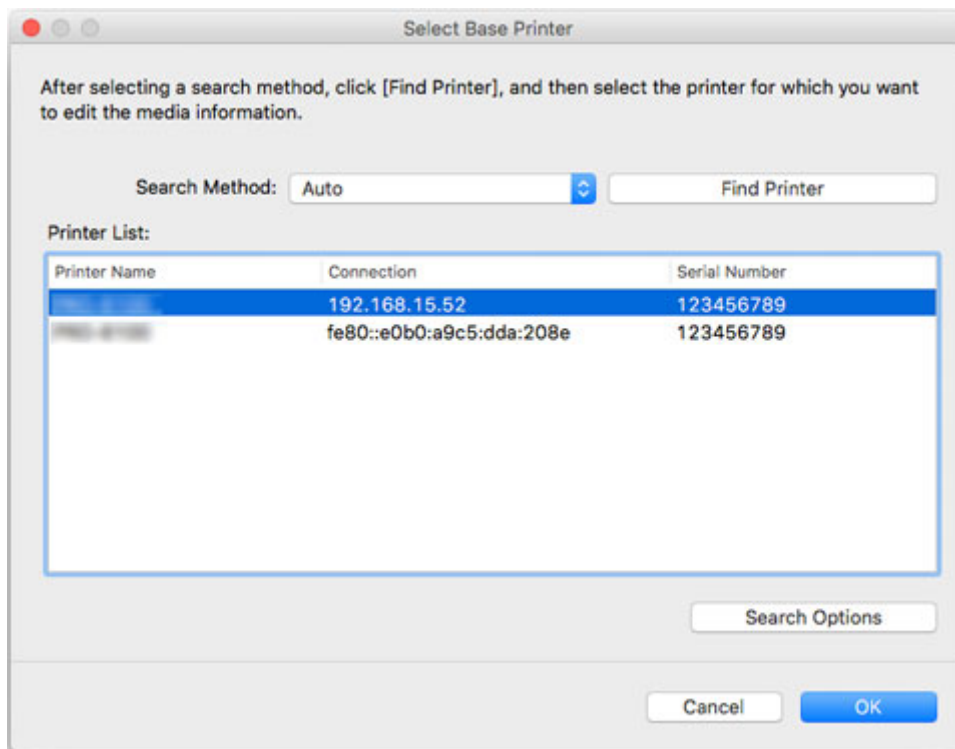 Select Base Printer
After selecting a search method, click [Find Printer], and then select the printer for which you want
to edit the media information.
Search Method: Auto Find Printer
Printer List:
Printer Name Connection Serial Number
192.168.15.52 123456789
fe80::e0b0:a9c5:dda:208e 123456789
Search Options
Cancel OK